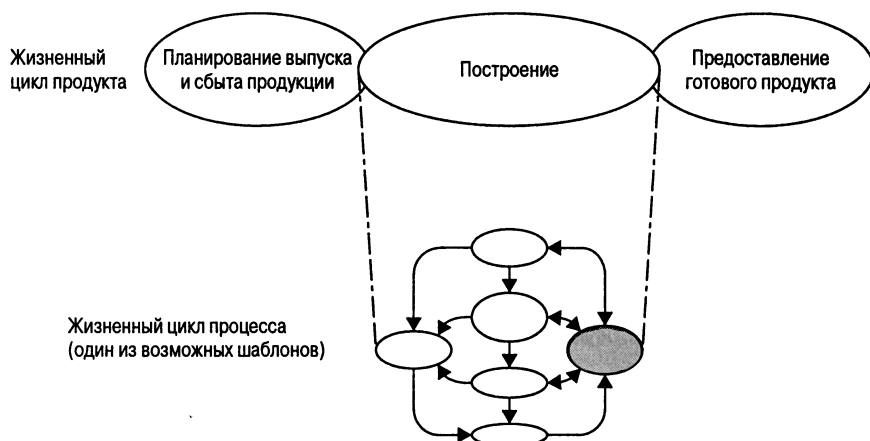 Жизненный
цикл продукта
Планирование выпуска
и сбыта продукции
Построение
Предоставление
готового продукта
Жизненный цикл процесса
(один из возможных шаблонов)